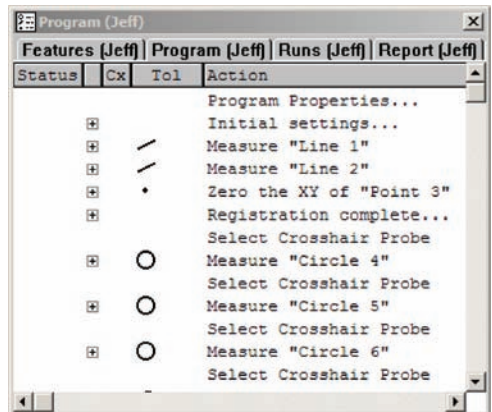 Program (Jeff)
Features (Jeff) Program (Jeff) Runs (Jeff) Report (Jeff)
Status Cx Tol Action
Program Properties...
Initial settings...
Measure "Line 1"
Measure "Line 2"
Zero the XY of "Point 3"
Registration complete...
Select Crosshair Probe
Measure "Circle 4"
Select Crosshair Probe
Measure "Circle 5"
Select Crosshair Probe
Measure "Circle 6"
Select Crosshair Probe